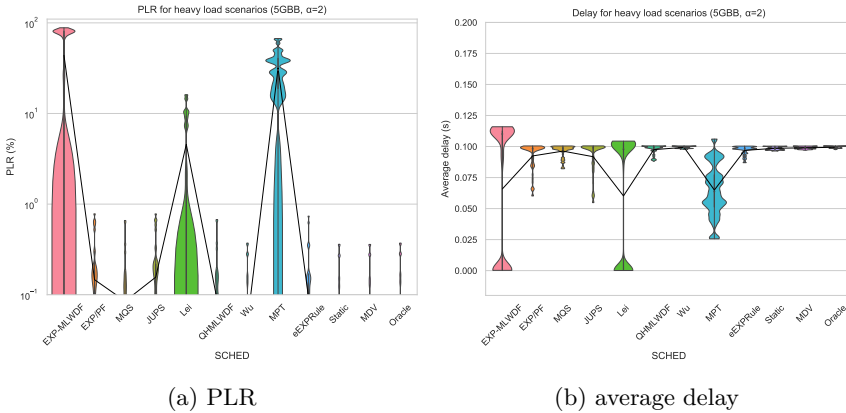 PLR for heavy load scenarios (5GBB, α=2)
10²
10¹
10⁰
10⁻¹
PLR (%)
EXP-MLWDF
EXP/PF
MQS
JUPS
Lei
QHMLWDF
Wu
MPT
eEXPRule
Static
MDV
Oracle
SCHED
(a) PLR
Delay for heavy load scenarios (5GBB, α=2)
0.200
0.175
0.150
0.125
0.100
0.075
0.050
0.025
0.000
Average delay (s)
EXP-MLWDF
EXP/PF
MQS
JUPS
Lei
QHMLWDF
Wu
MPT
eEXPRule
Static
MDV
Oracle
SCHED
(b) average delay